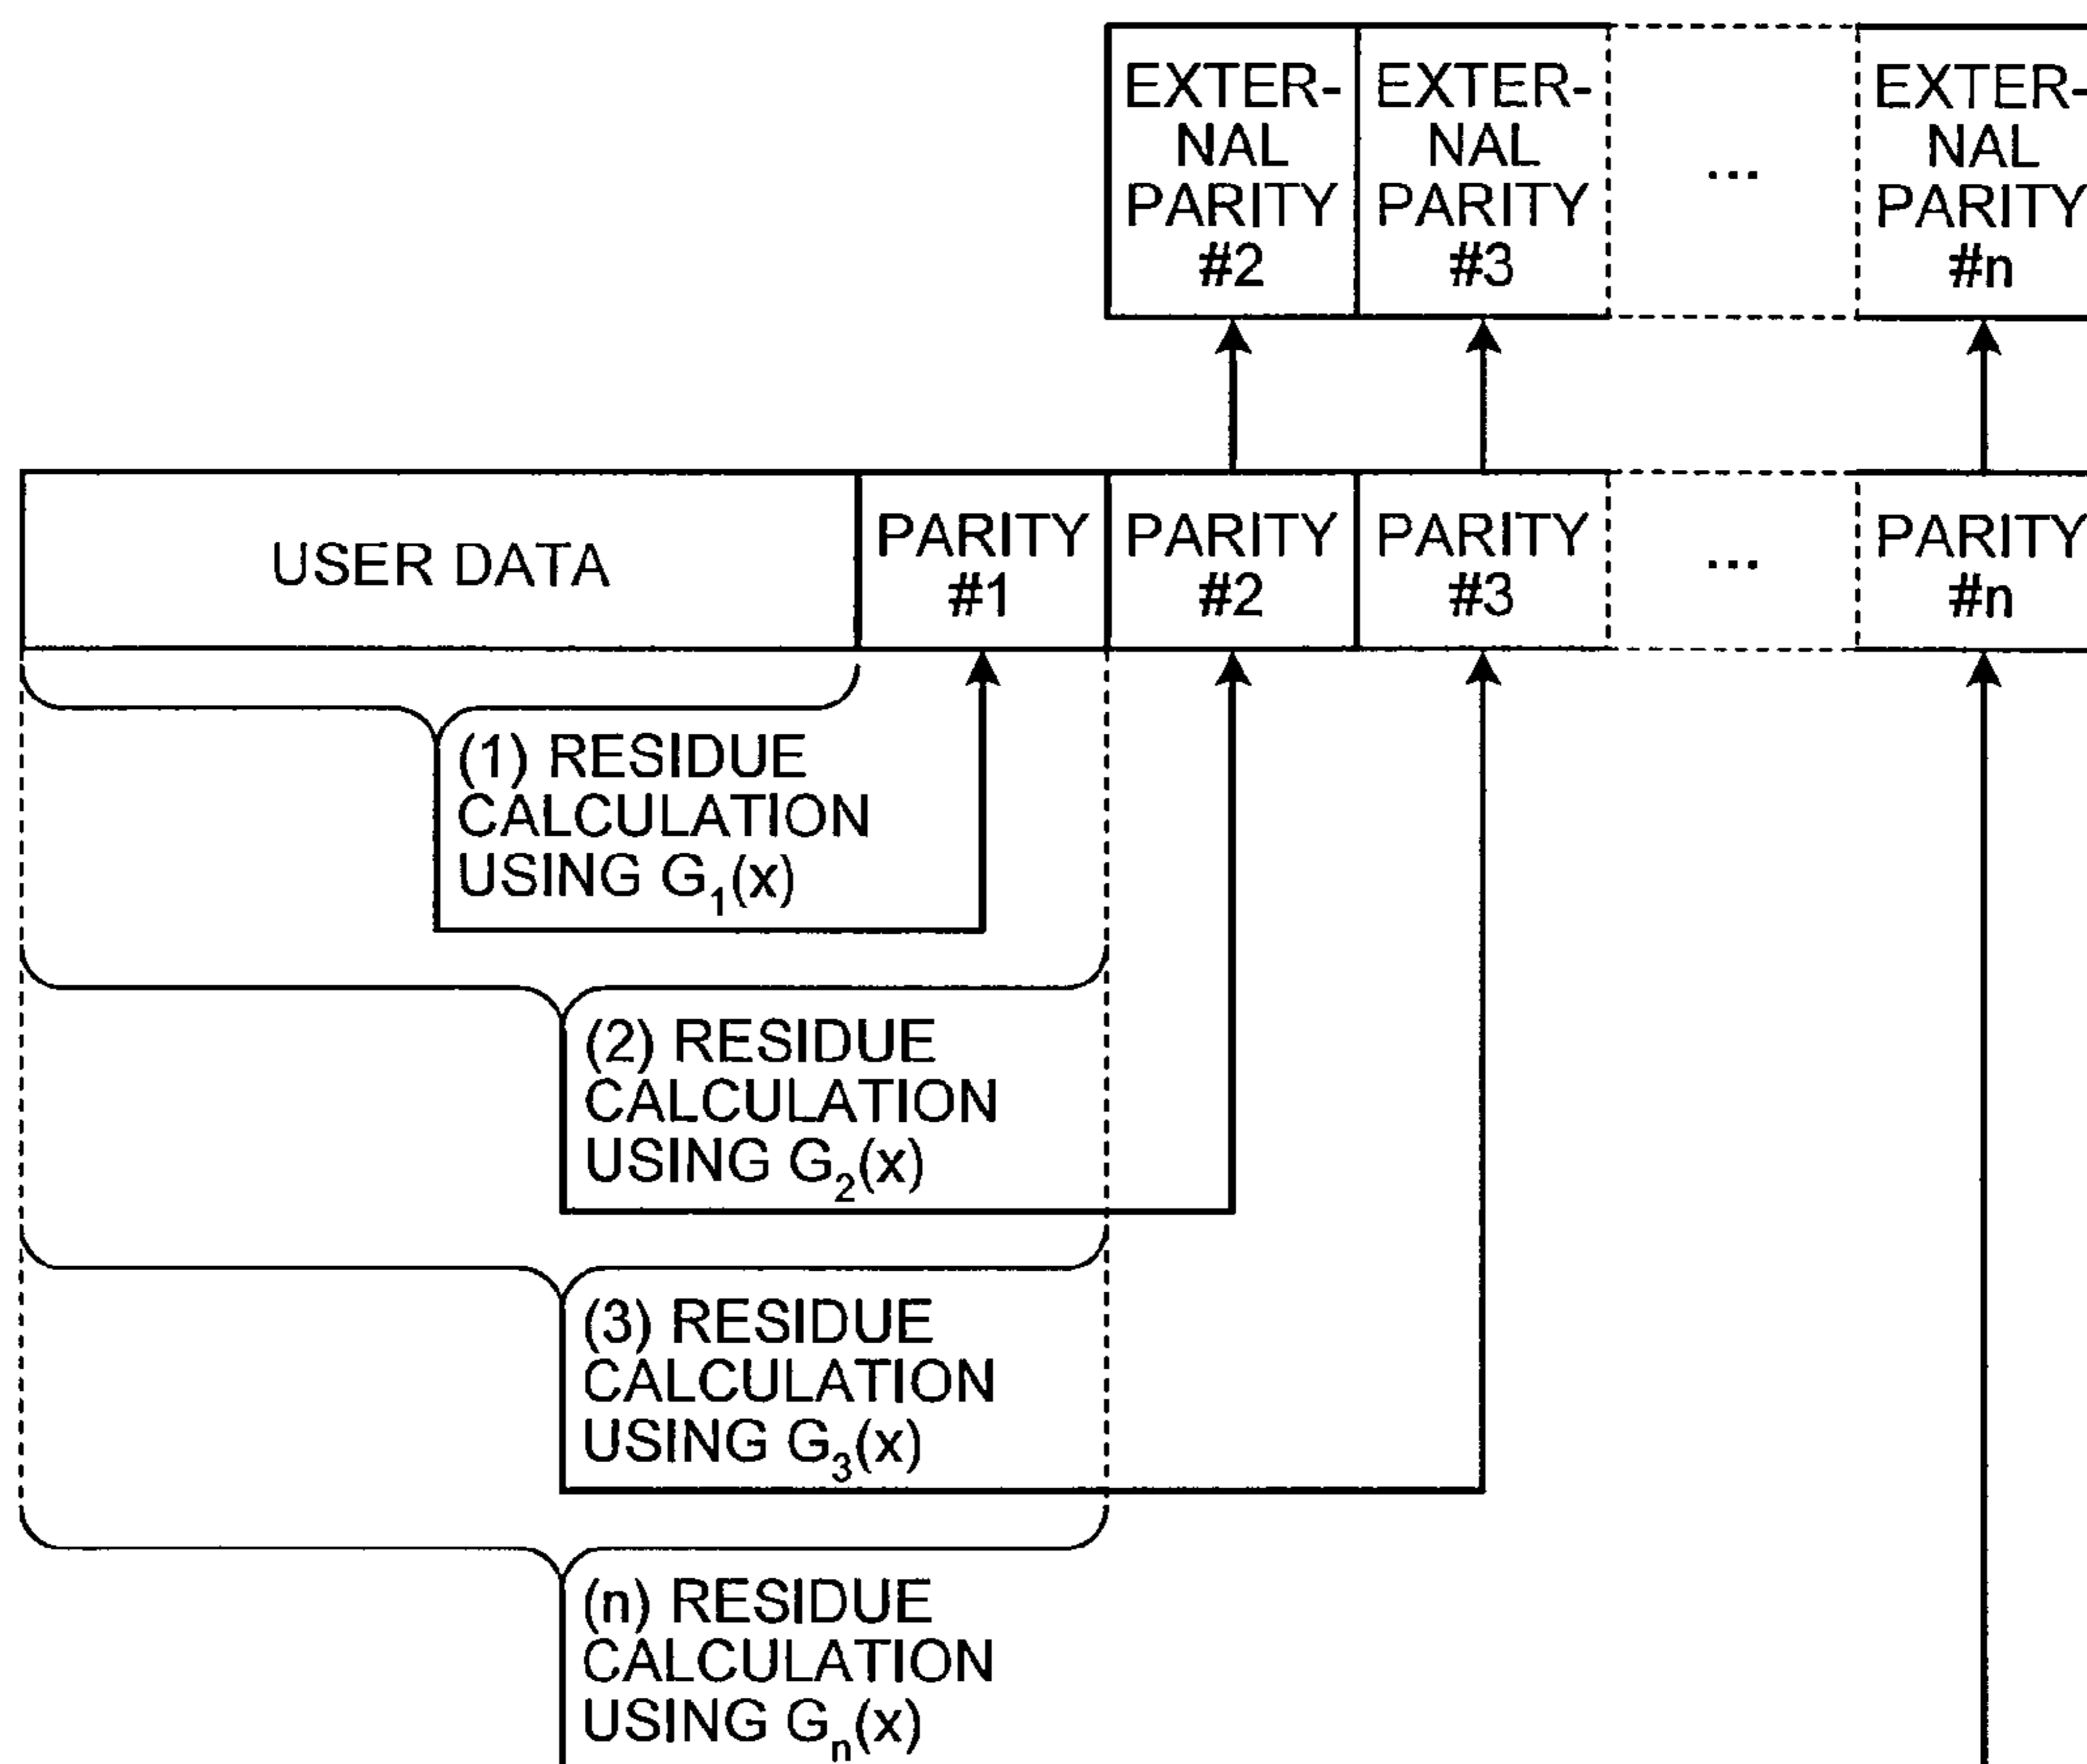 EXTER-
NAL
PARITY
#2
EXTER-
NAL
PARITY
#3
...
EXTER-
NAL
PARITY
#n
USER DATA
PARITY
#1
PARITY
#2
PARITY
#3
...
PARITY
#n
(1) RESIDUE
CALCULATION
USING G₁(x)
(2) RESIDUE
CALCULATION
USING G₂(x)
(3) RESIDUE
CALCULATION
USING G₃(x)
(n) RESIDUE
CALCULATION
USING Gₙ(x)